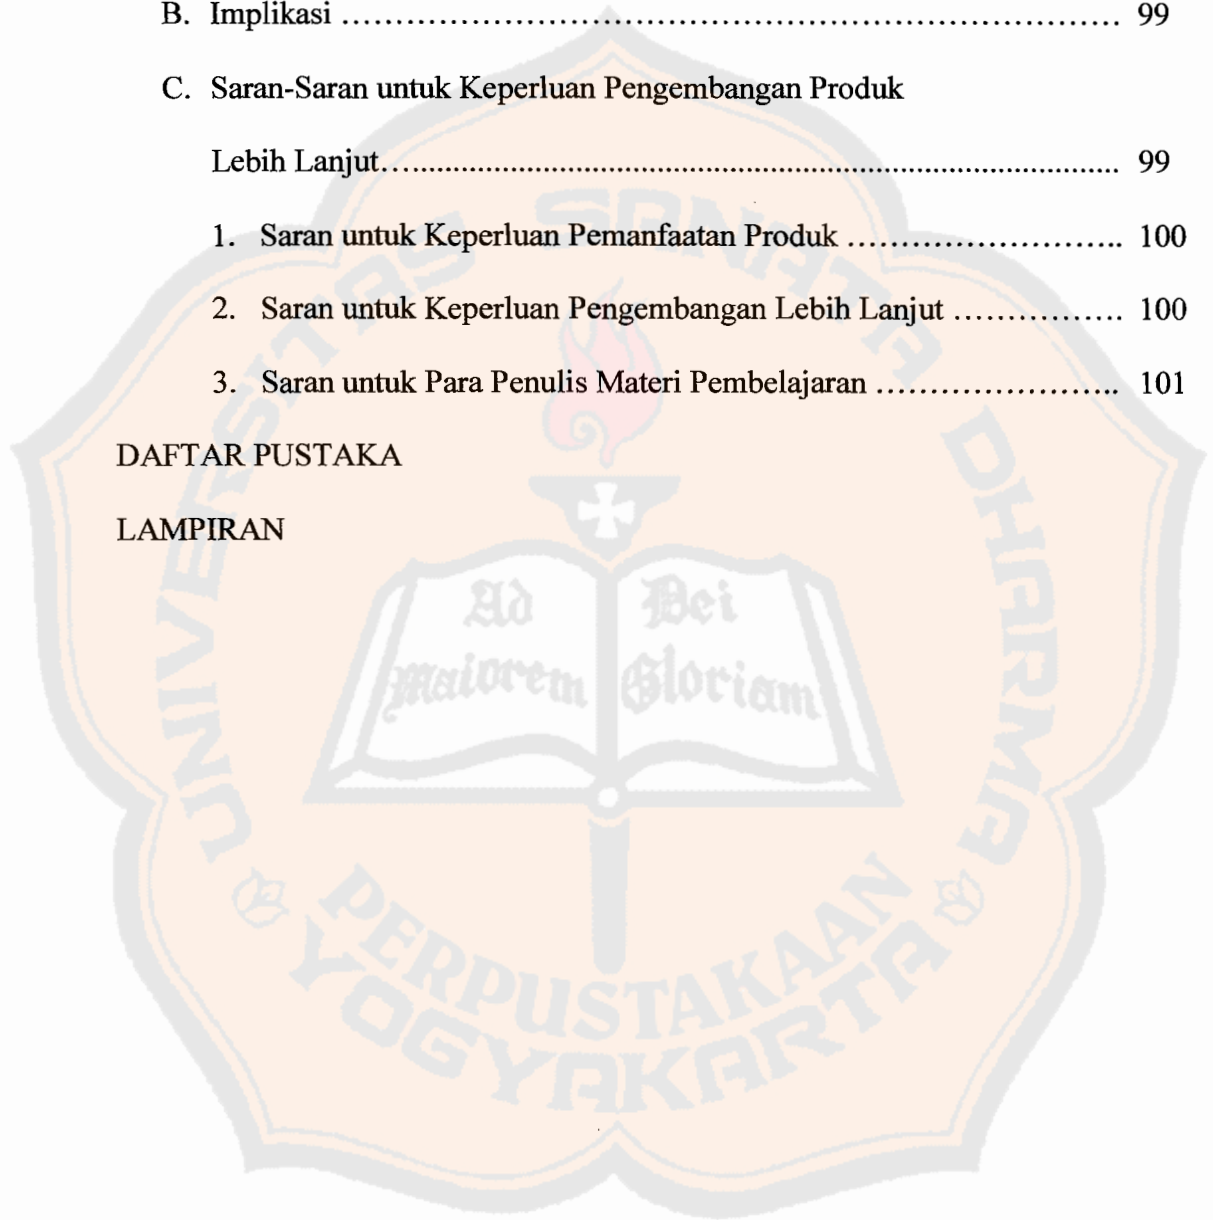 B. Implikasi …………………………………………………………………… 99
C. Saran-Saran untuk Keperluan Pengembangan Produk
Lebih Lanjut…........................................................................................ 99
1. Saran untuk Keperluan Pemanfaatan Produk …………………….. 100
2. Saran untuk Keperluan Pengembangan Lebih Lanjut ……………. 100
3. Saran untuk Para Penulis Materi Pembelajaran ………………….. 101
DAFTAR PUSTAKA
LAMPIRAN
UNIVERSITAS SANATA DHARMA
Ad Dei
maiorem Gloriam
PERPUSTAKAAN
YOGYAKARTA